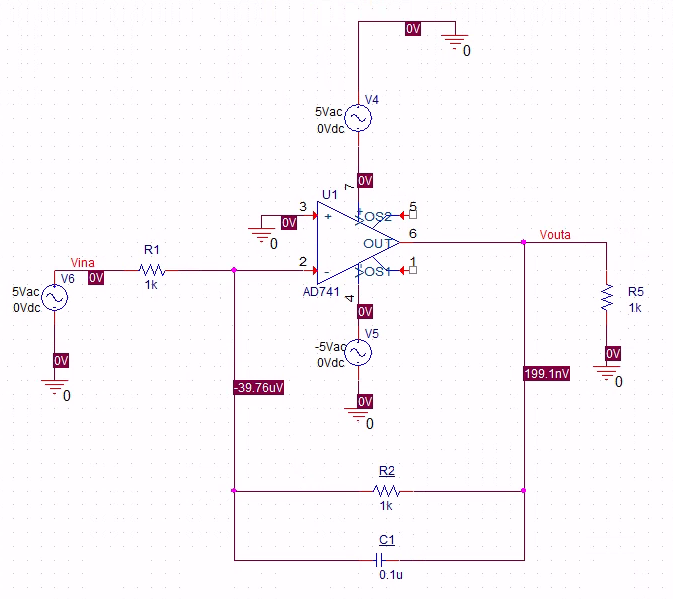 0V
0
V4
5Vac
0Vdc
0V
7
U1
3
+
OS2
5
0V
0
OUT
6
Vouta
2
-
OS1
1
AD741
4
Vina
R1
1k
V6
0V
5Vac
0Vdc
0V
0
R5
1k
0V
0
0V
V5
-5Vac
0Vdc
0V
0
-39.76uV
199.1nV
R2
1k
C1
0.1u